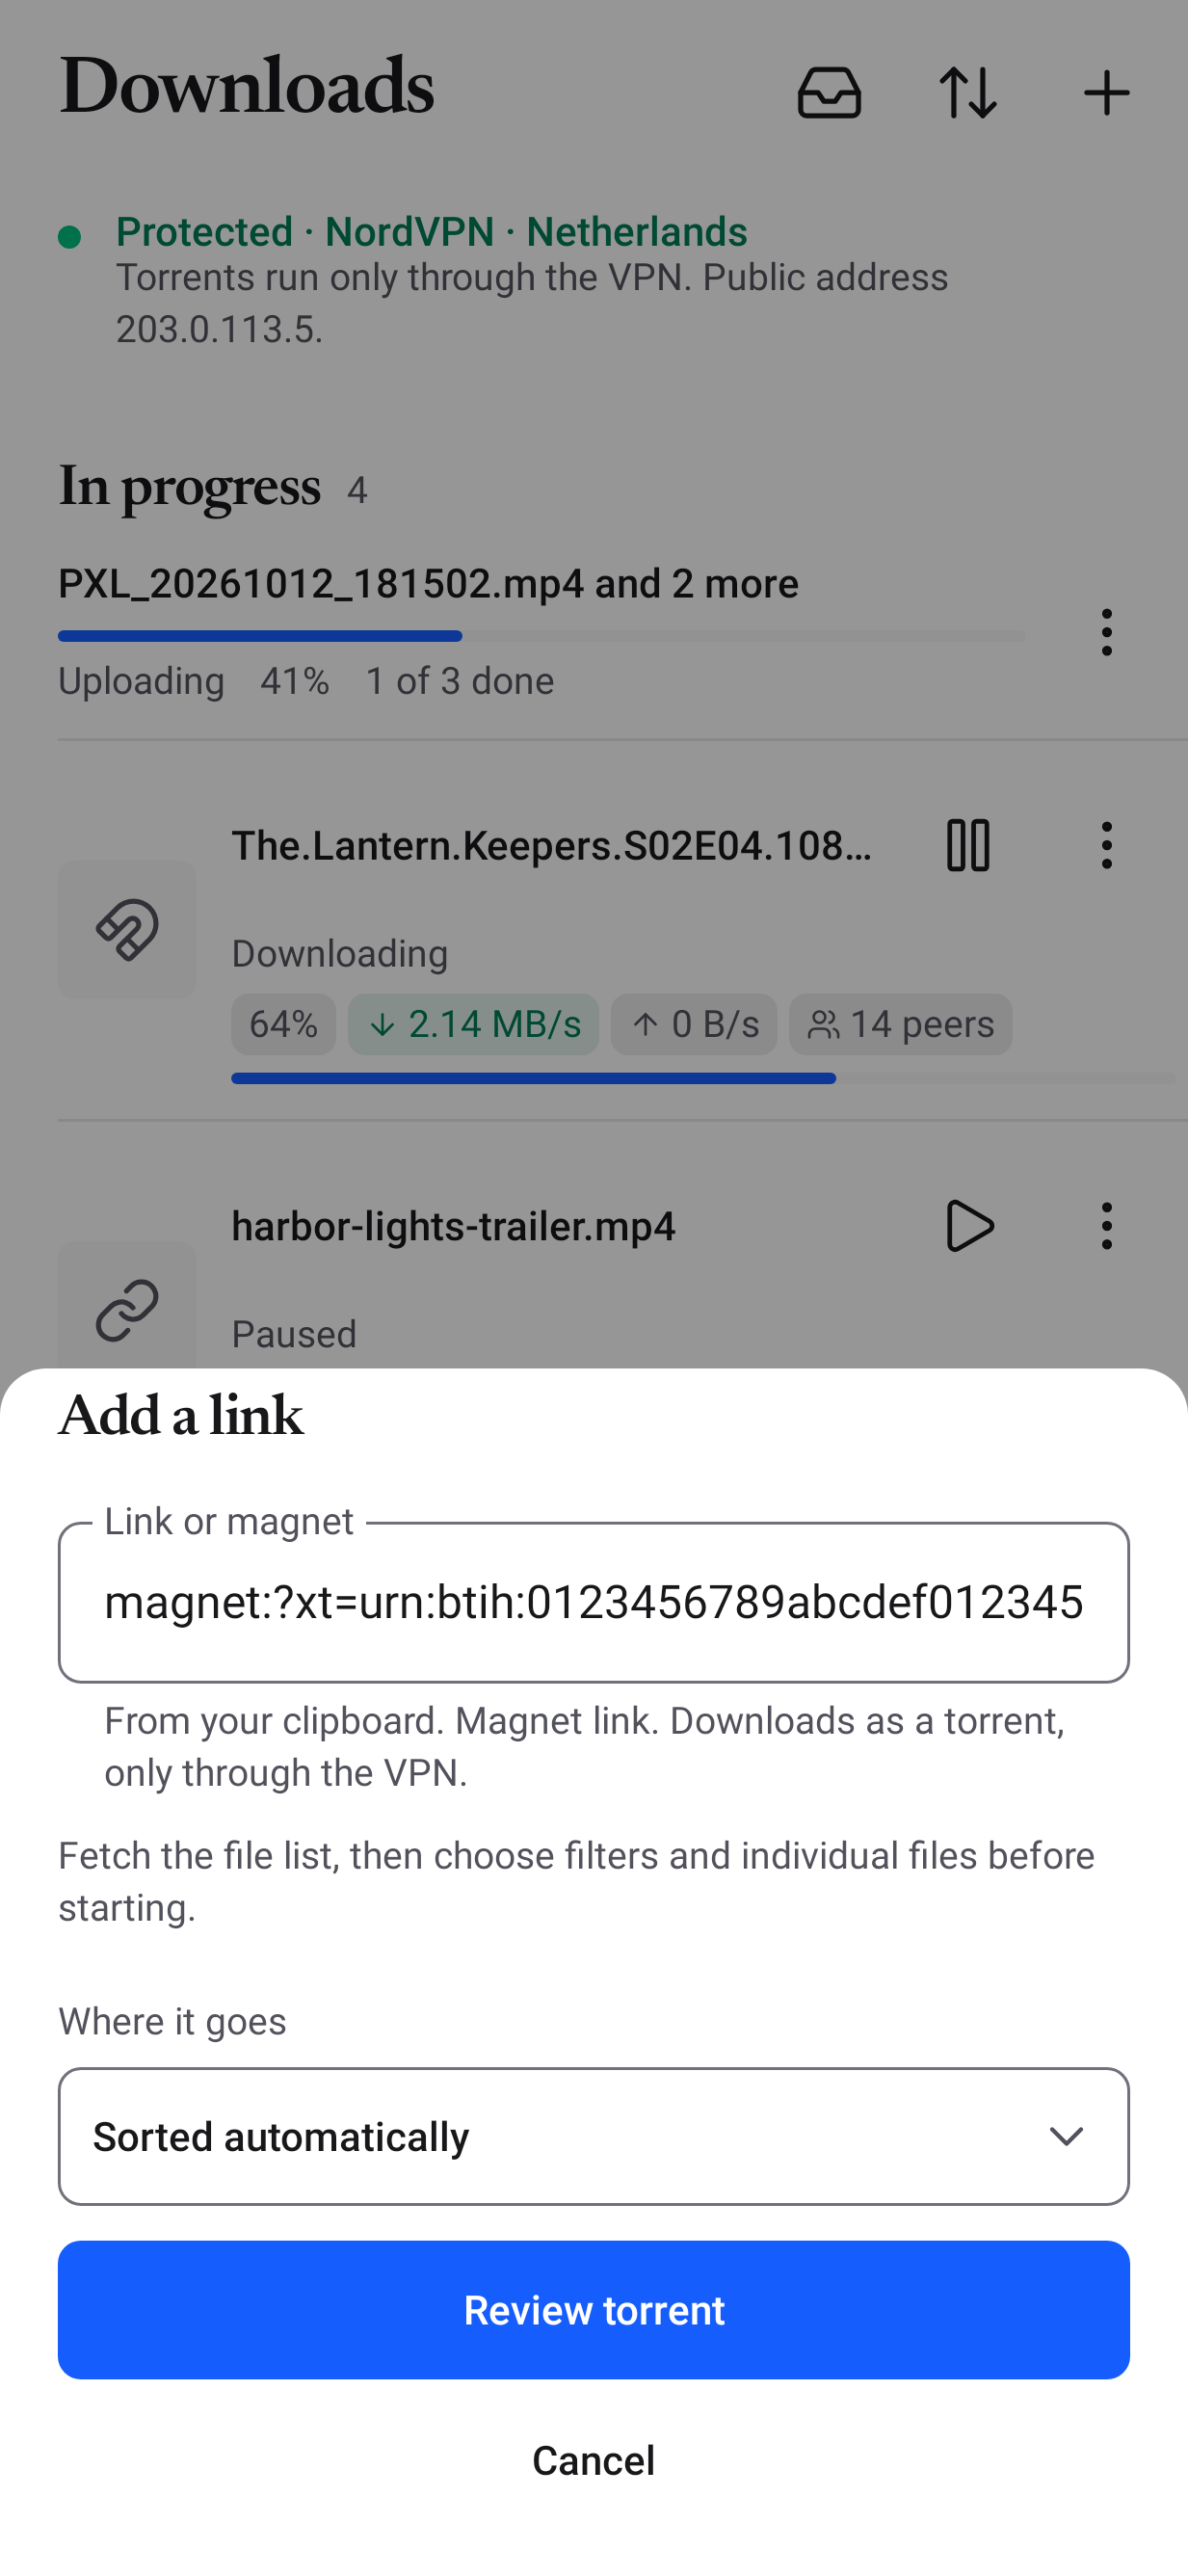 Downloads
Protected · NordVPN · Netherlands
Torrents run only through the VPN. Public address
203.0.113.5.
In progress 4
PXL_20261012_181502.mp4 and 2 more
Uploading 41% 1 of 3 done
The.Lantern.Keepers.S02E04.108...
Downloading
64% ↓ 2.14 MB/s ↑ 0 B/s 14 peers
harbor-lights-trailer.mp4
Paused
Add a link
Link or magnet
magnet:?xt=urn:btih:0123456789abcdef012345
From your clipboard. Magnet link. Downloads as a torrent,
only through the VPN.
Fetch the file list, then choose filters and individual files before
starting.
Where it goes
Sorted automatically
Review torrent
Cancel